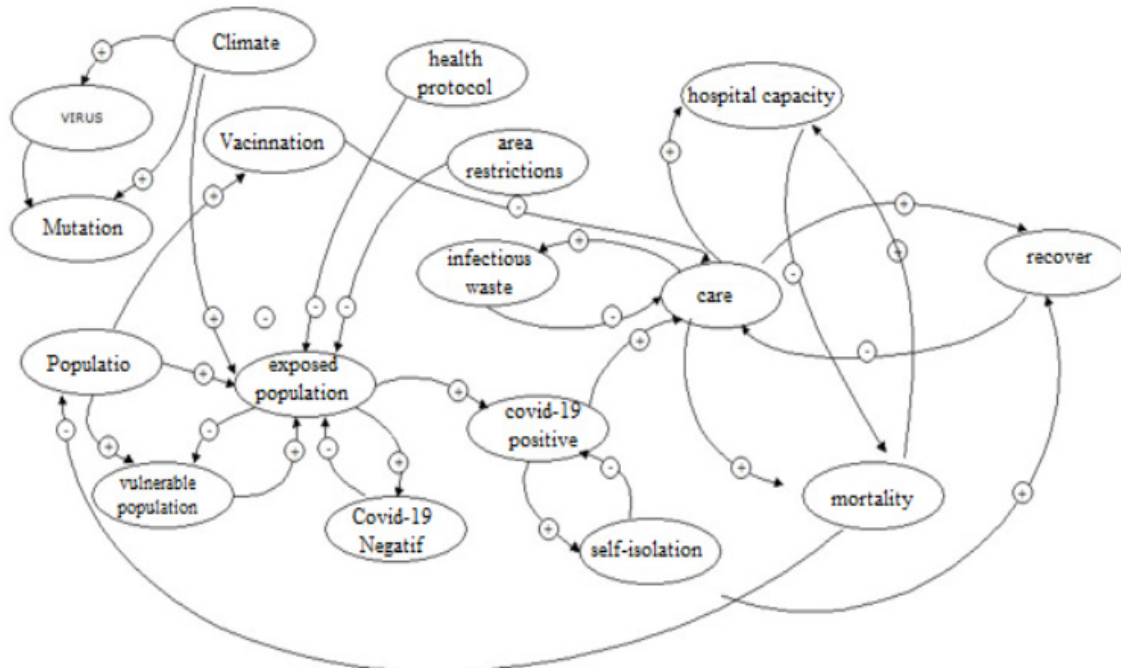 Climate
+
health
protocol
hospital capacity
VIRUS
Vacinnation
area
restrictions
+
+
+
-
Mutation
+
+
+
infectious
waste
care
recover
-
-
-
+
-
-
-
+
-
Populatio
+
exposed
population
+
covid-19
positive
-
-
+
+
-
+
-
+
vulnerable
population
mortality
+
Covid-19
Negatif
+
self-isolation